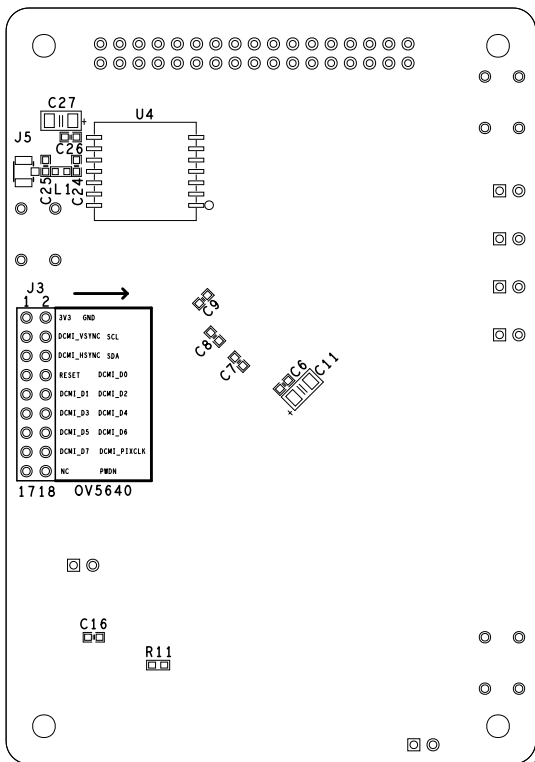 C27
+
U4
J5
C26
C25
L1
C24
J3
1 2
3V3 GND
DCMI_VSYNC SCL
DCMI_HSYNC SDA
RESET DCMI_D0
DCMI_D1 DCMI_D2
DCMI_D3 DCMI_D4
DCMI_D5 DCMI_D6
DCMI_D7 DCMI_PIXCLK
NC PWDN
1718 OV5640
C9
C8
C7
C6
C11
+
C16
R11